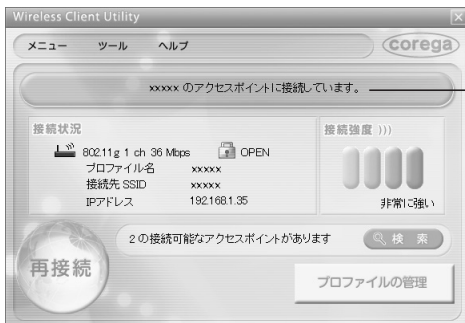 Wireless Client Utility
メニュー ツール ヘルプ
corega
xxxxx のアクセスポイントに接続しています。
接続状況
802.11g 1 ch 36 Mbps OPEN
プロファイル名 xxxxx
接続先 SSID xxxxx
IPアドレス 192.168.1.35
接続強度 )))
非常に強い
2 の接続可能なアクセスポイントがあります
検 索
再接続
プロファイルの管理